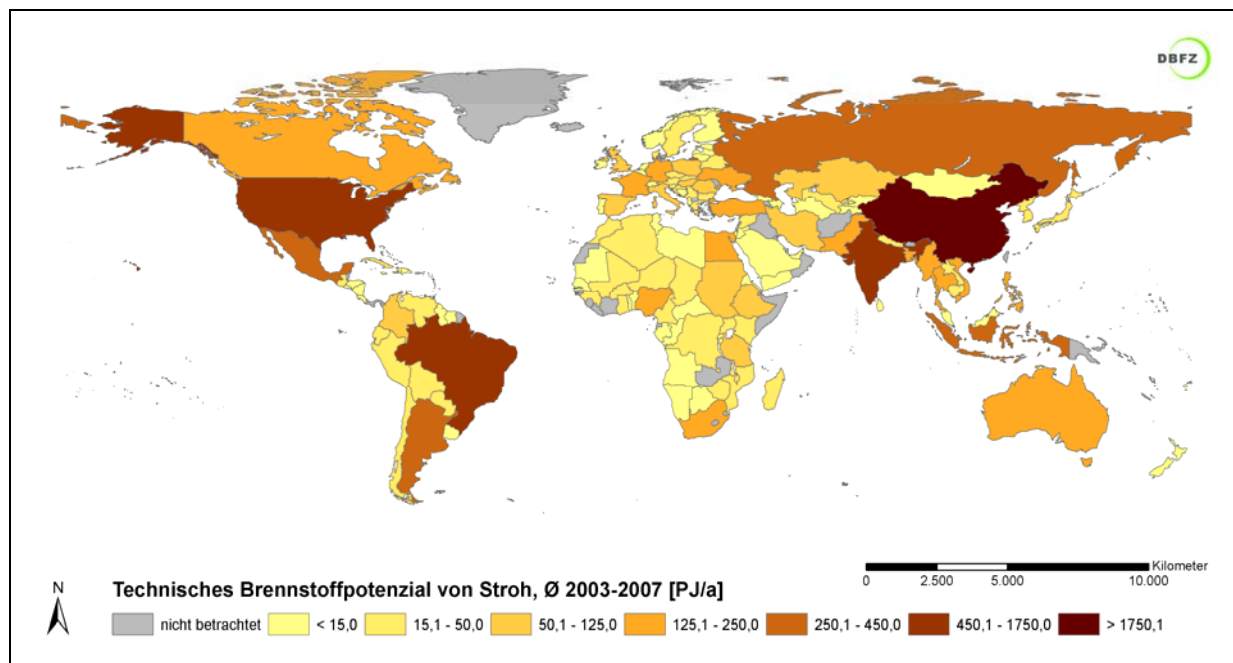 DBFZ
Kilometer
0 2.500 5.000 10.000
N
Technisches Brennstoffpotenzial von Stroh, Ø 2003-2007 [PJ/a]
nicht betrachtet < 15,0 15,1 - 50,0 50,1 - 125,0 125,1 - 250,0 250,1 - 450,0 450,1 - 1750,0 > 1750,1